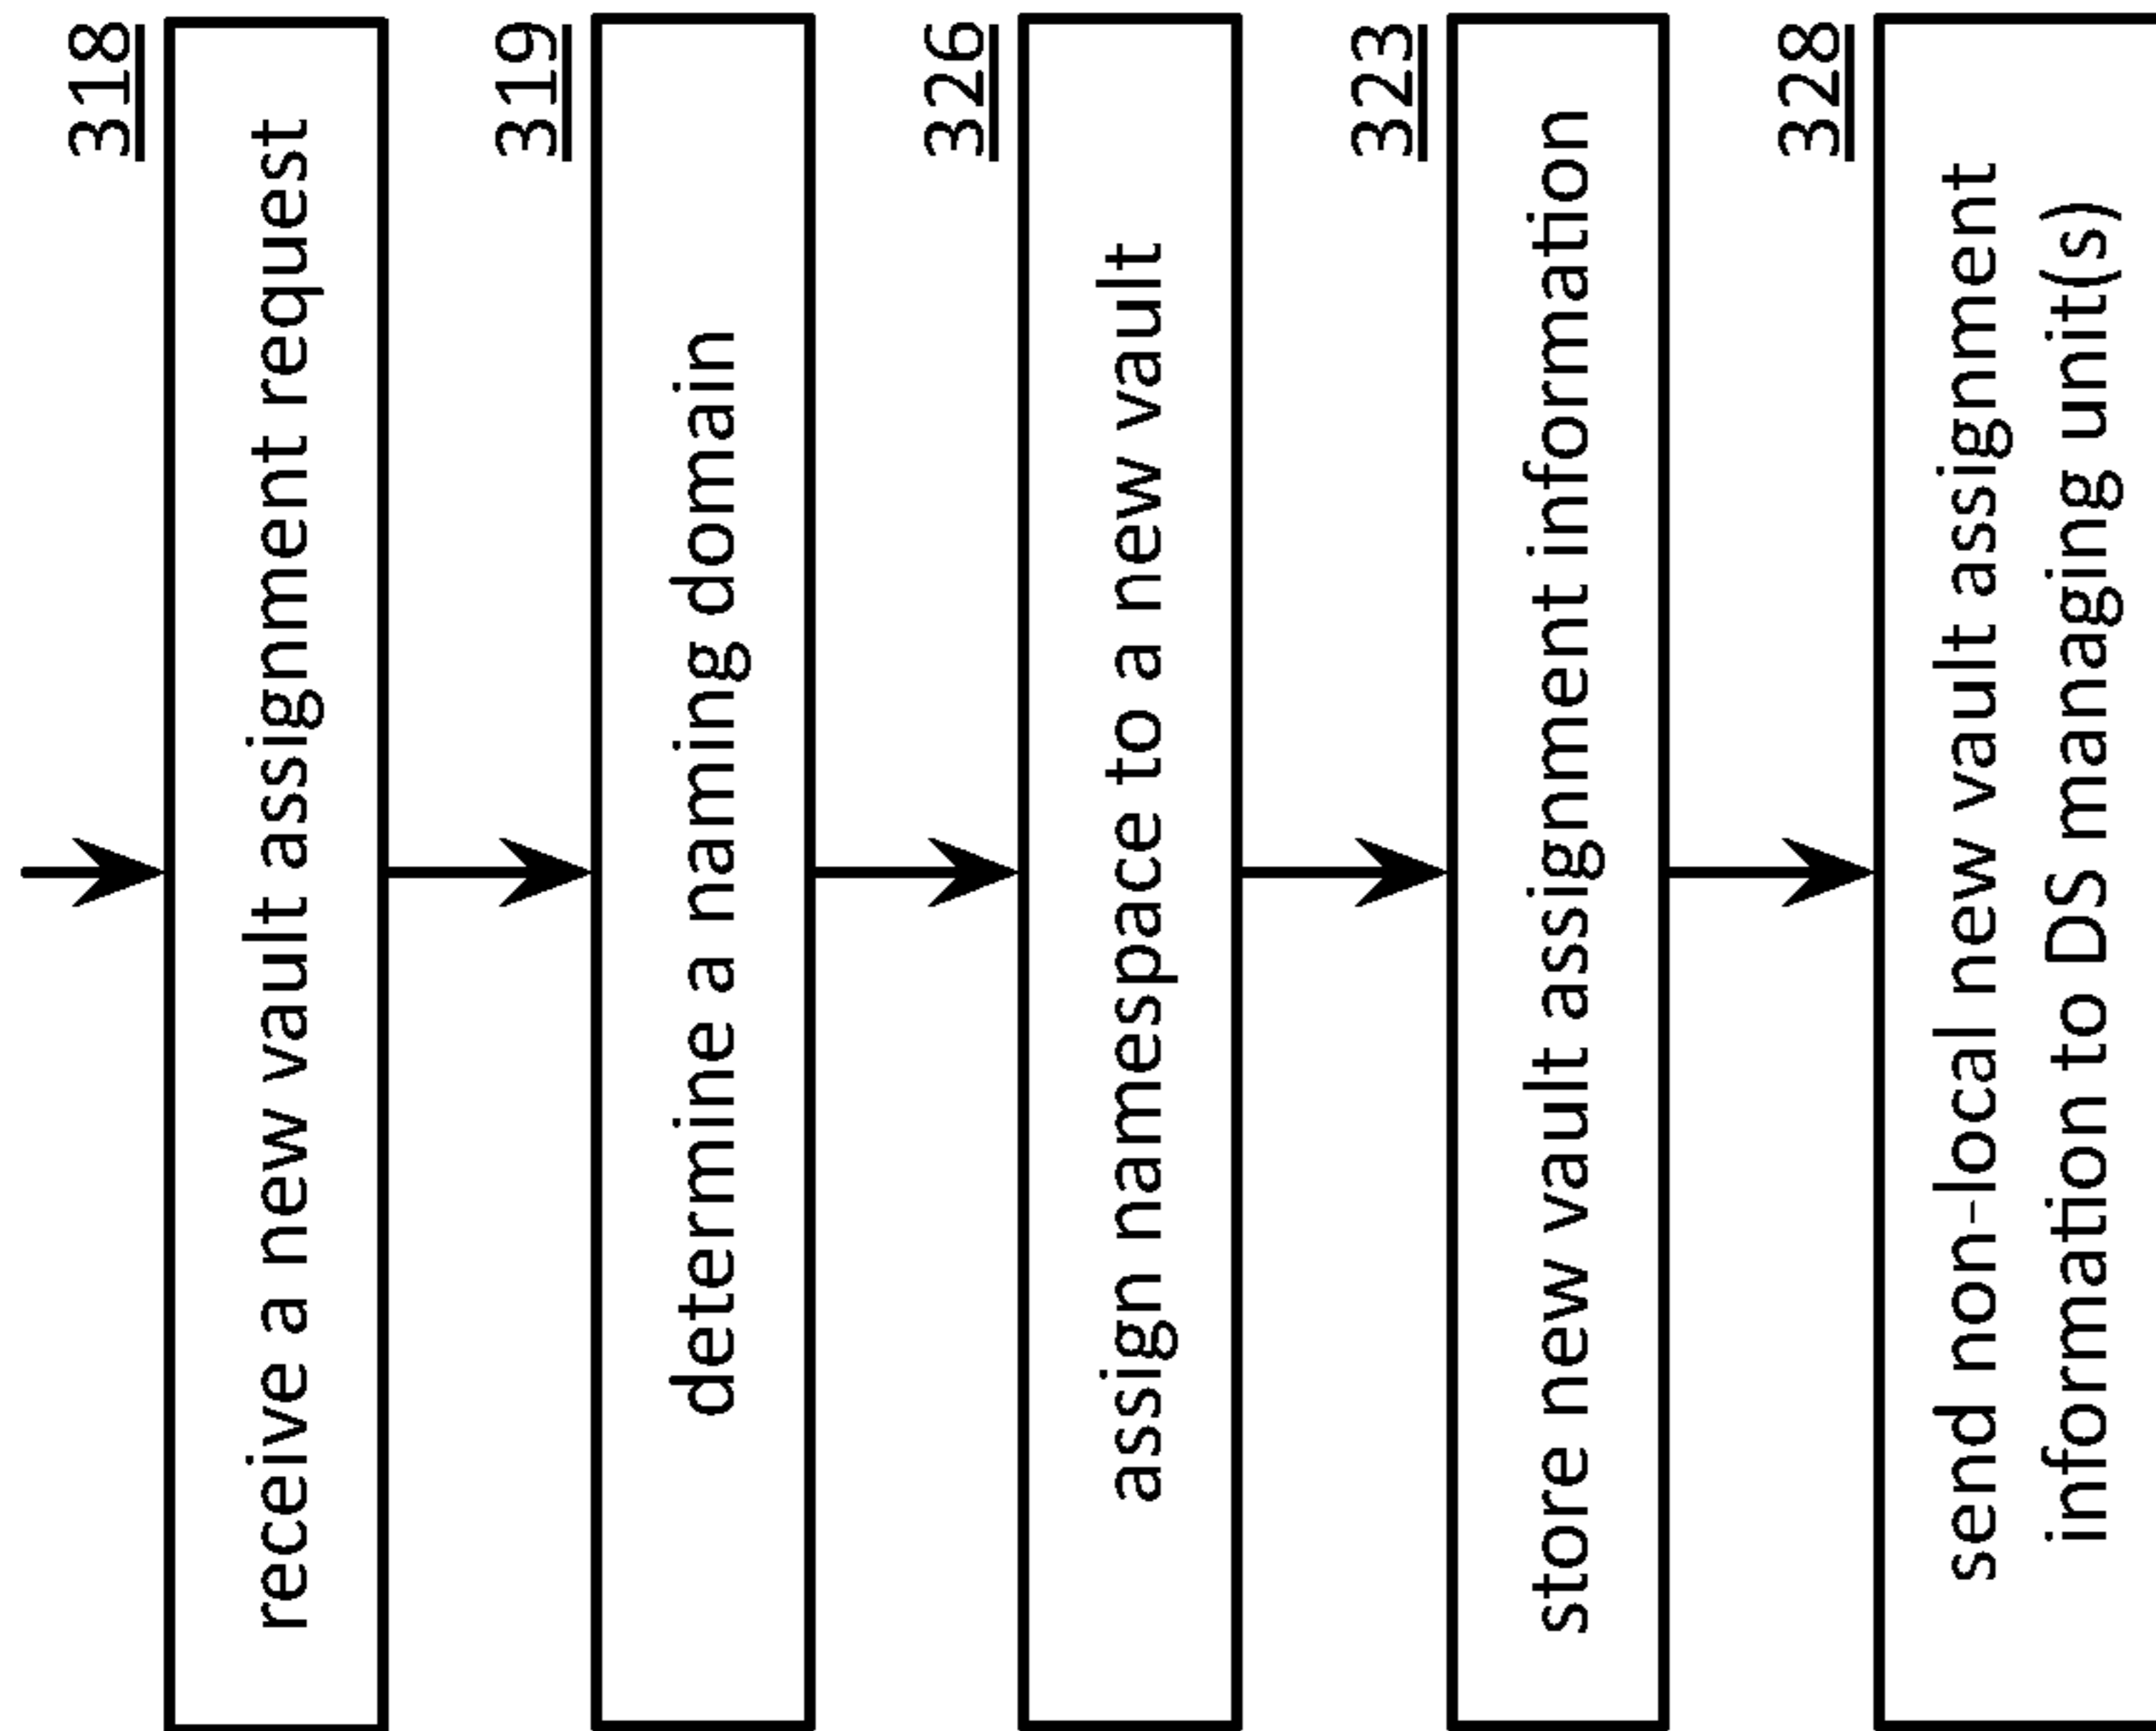 318
receive a new vault assignment request
319
determine a naming domain
326
assign namespace to a new vault
323
store new vault assignment information
328
send non-local new vault assignment
information to DS managing unit(s)